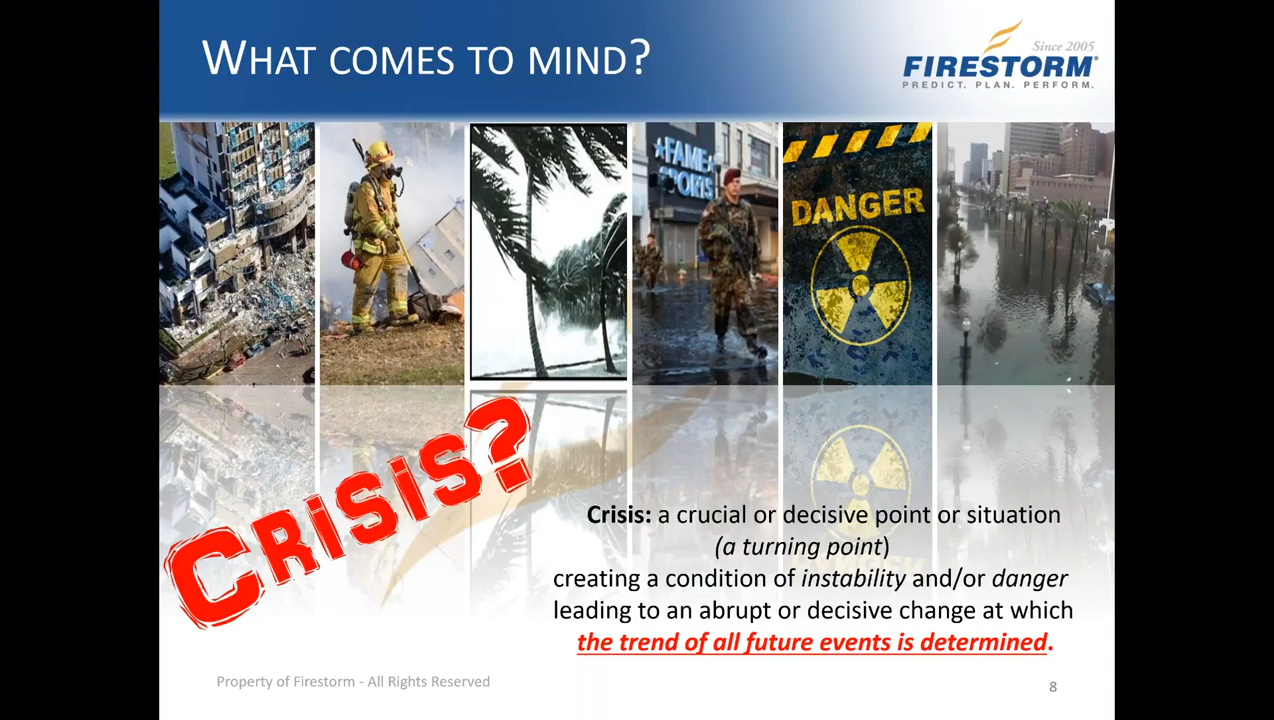 WHAT COMES TO MIND?
Since 2005
FIRESTORM®
PREDICT. PLAN. PERFORM.
★FAME★
SPORTS
DANGER
CRISIS?
Crisis: a crucial or decisive point or situation
(a turning point)
creating a condition of instability and/or danger
leading to an abrupt or decisive change at which
the trend of all future events is determined.
Property of Firestorm - All Rights Reserved
8